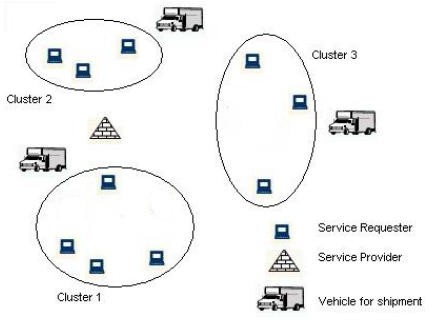 Cluster 3
Cluster 2
Service Requester
Service Provider
Cluster 1
Vehicle for shipment